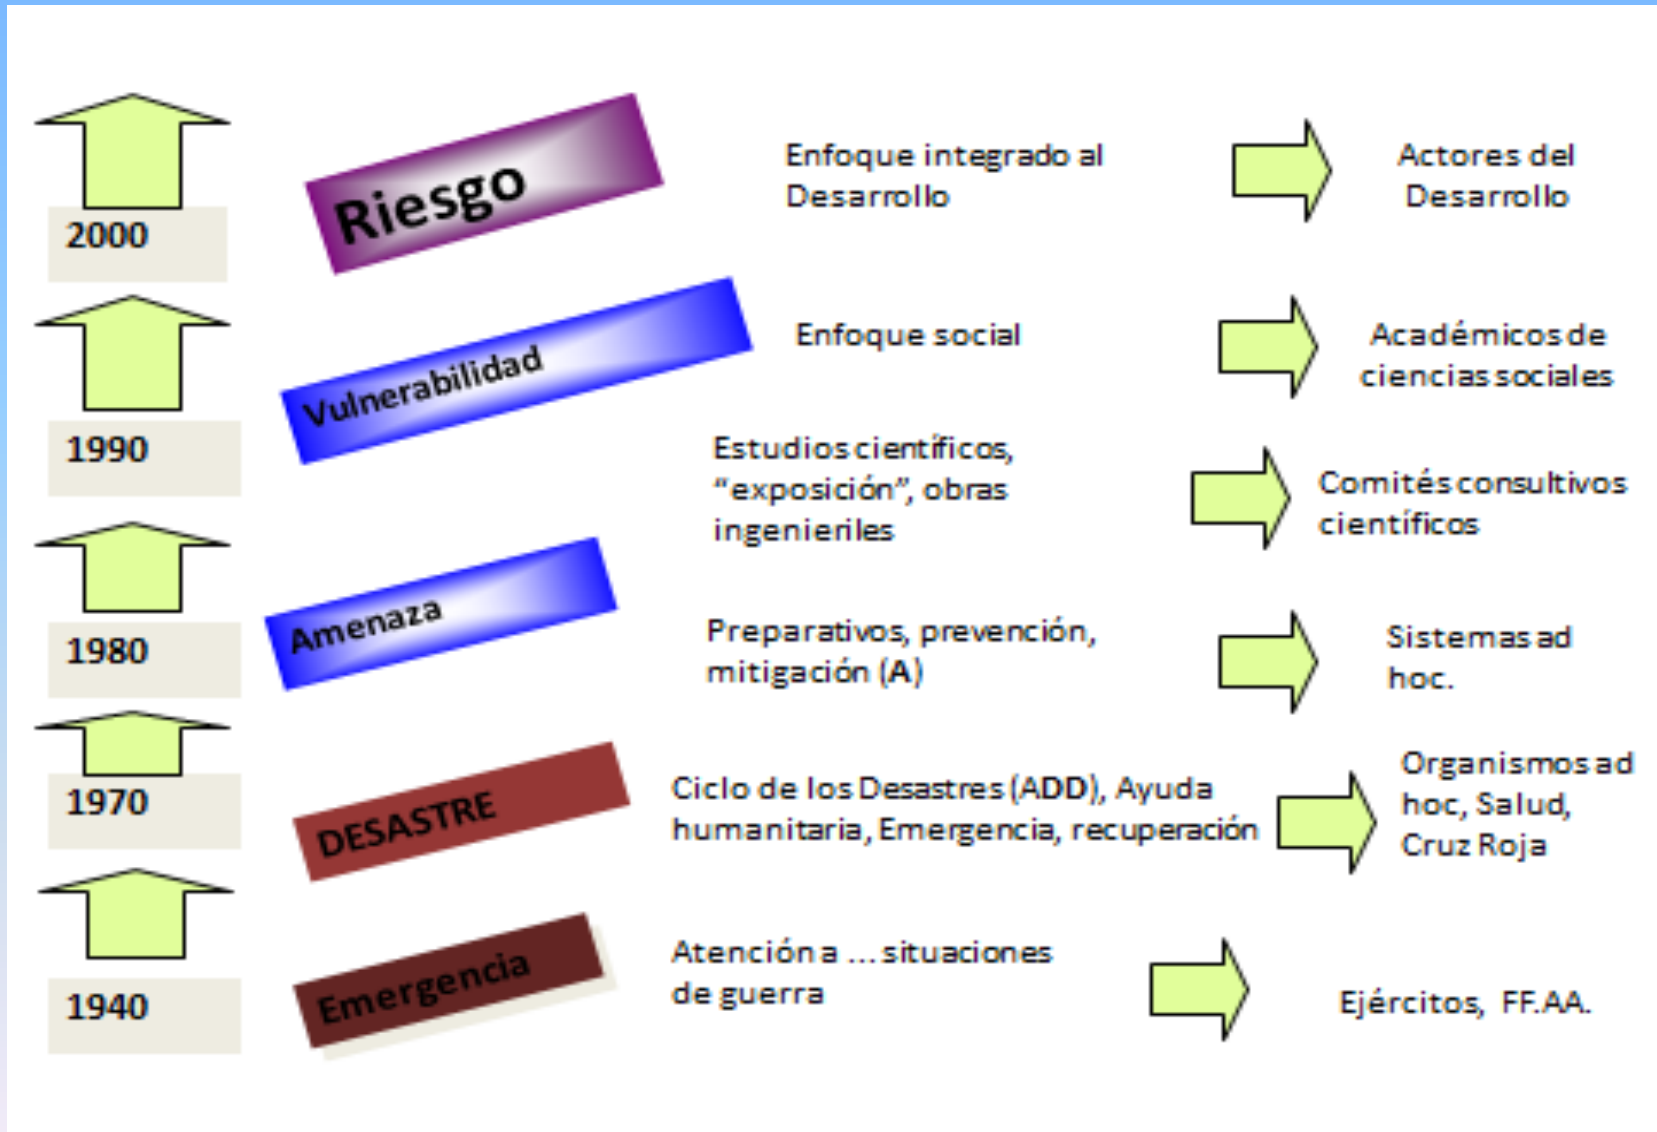 2000
Riesgo
Enfoque integrado al
Desarrollo
Actores del
Desarrollo
1990
Vulnerabilidad
Enfoque social
Académicos de
ciencias sociales
Estudios científicos,
“exposición”, obras
ingenieriles
Comités consultivos
científicos
1980
Amenaza
Preparativos, prevención,
mitigación (A)
Sistemas ad
hoc.
1970
DESASTRE
Ciclo de los Desastres (ADD), Ayuda
humanitaria, Emergencia, recuperación
Organismos ad
hoc, Salud,
Cruz Roja
1940
Emergencia
Atención a ... situaciones
de guerra
Ejércitos, FF.AA.